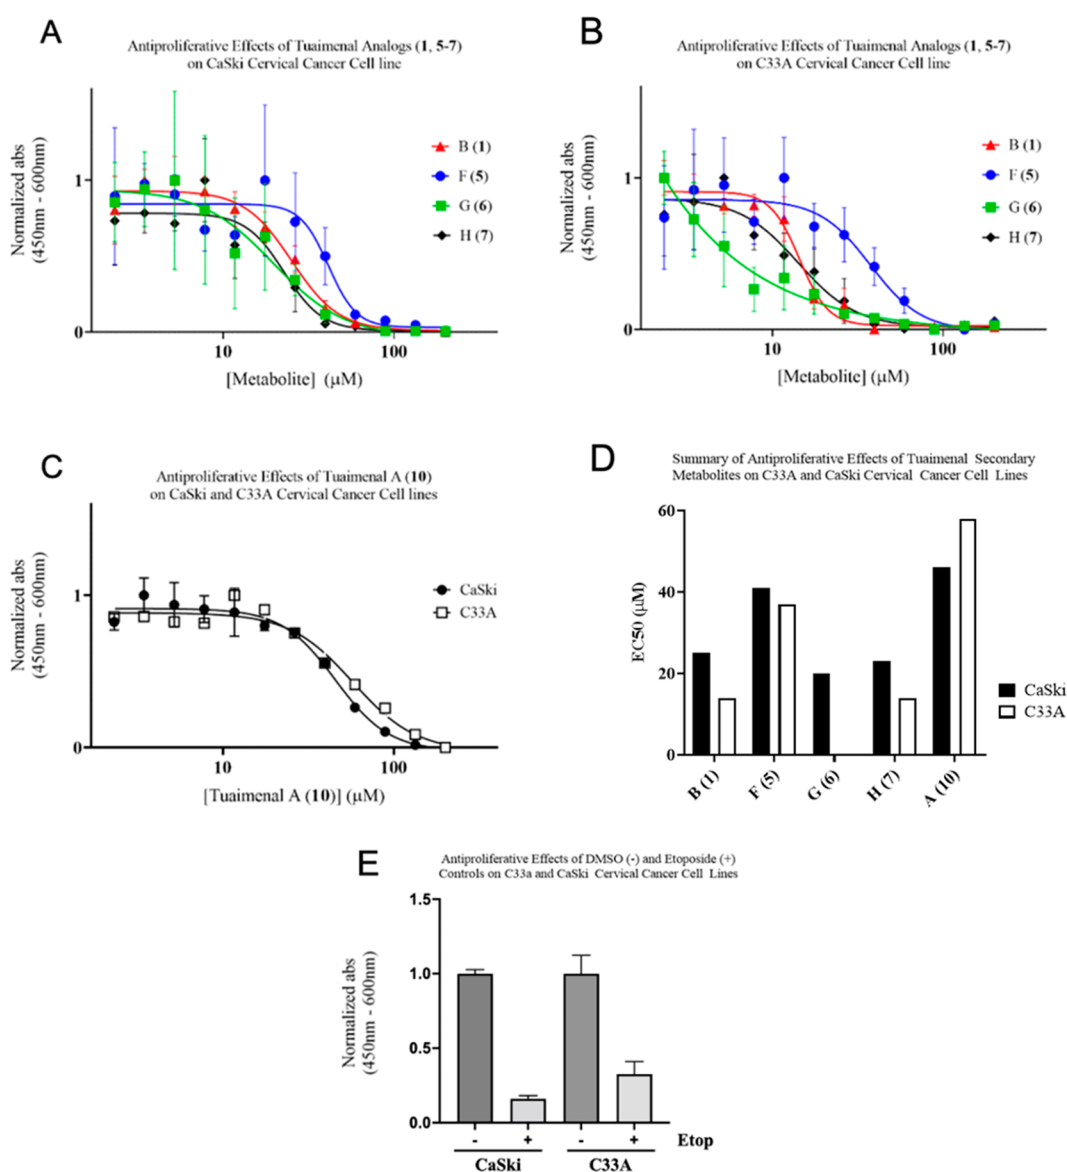 A
Antiproliferative Effects of Tuaimenal Analogs (1, 5-7)
on CaSki Cervical Cancer Cell line
Normalized abs
(450nm - 600nm)
1
0
10
100
[Metabolite] (μM)
B (1)
F (5)
G (6)
H (7)
B
Antiproliferative Effects of Tuaimenal Analogs (1, 5-7)
on C33A Cervical Cancer Cell line
Normalized abs
(450nm - 600nm)
1
0
10
100
[Metabolite] (μM)
B (1)
F (5)
G (6)
H (7)
C
Antiproliferative Effects of Tuaimenal A (10)
on CaSki and C33A Cervical Cancer Cell lines
Normalized abs
(450nm - 600nm)
1
0
10
100
[Tuaimenal A (10)] (μM)
CaSki
C33A
D
Summary of Antiproliferative Effects of Tuaimenal Secondary
Metabolites on C33A and CaSki Cervical Cancer Cell Lines
EC50 (μM)
60
40
20
0
B (1)
F (5)
G (6)
H (7)
A (10)
CaSki
C33A
E
Antiproliferative Effects of DMSO (-) and Etoposide (+)
Controls on C33a and CaSki Cervical Cancer Cell Lines
Normalized abs
(450nm - 600nm)
1.5
1.0
0.5
0.0
- + - + Etop
CaSki C33A